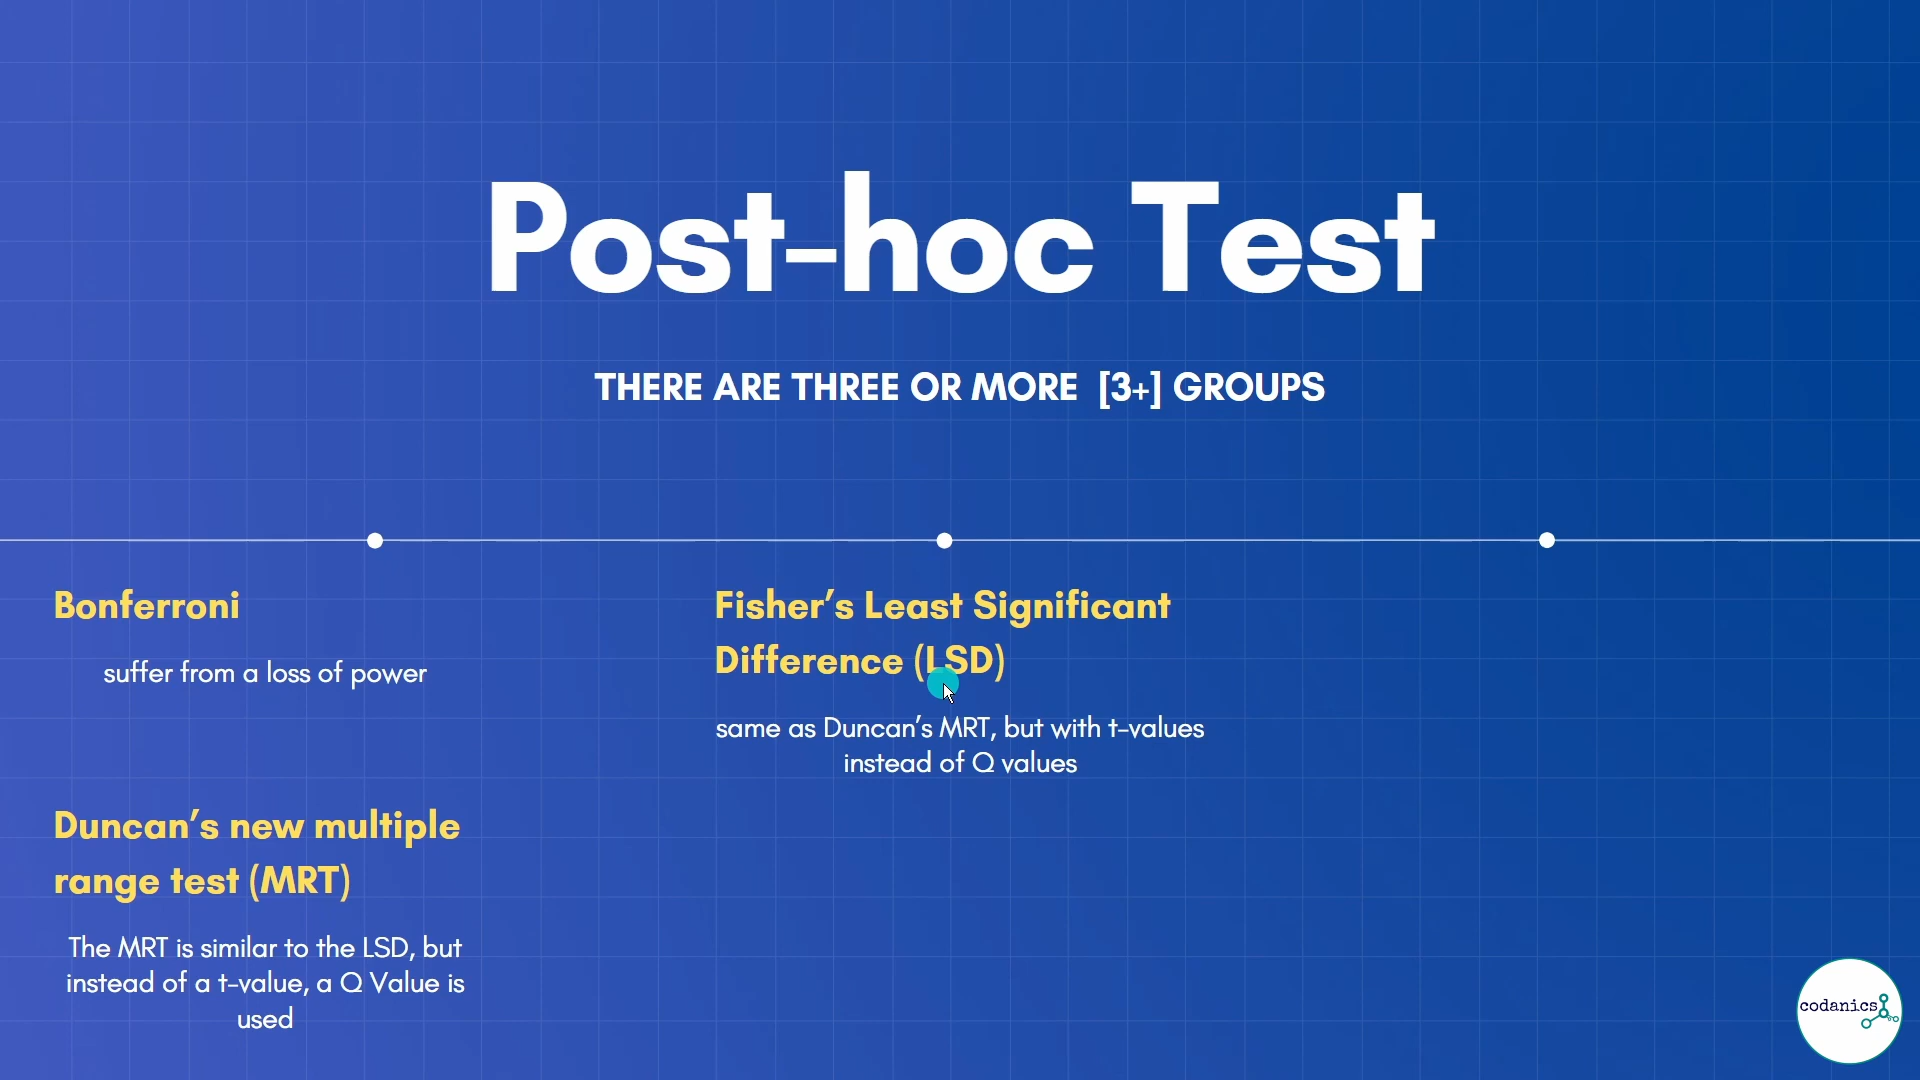 Post-hoc Test
THERE ARE THREE OR MORE [3+] GROUPS
Bonferroni
suffer from a loss of power
Duncan’s new multiple
range test (MRT)
The MRT is similar to the LSD, but
instead of a t-value, a Q Value is
used
Fisher’s Least Significant
Difference (LSD)
same as Duncan’s MRT, but with t-values
instead of Q values
codanics